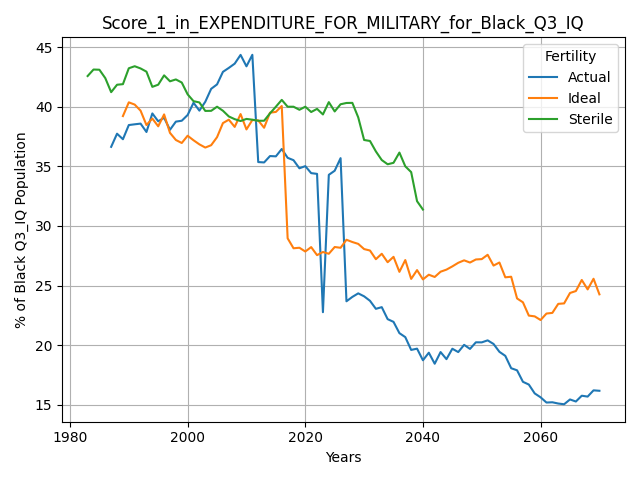 Score_1_in_EXPENDITURE_FOR_MILITARY_for_Black_Q3_IQ
% of Black Q3_IQ Population
45
40
35
30
25
20
15
Fertility
Actual
Ideal
Sterile
1980
2000
2020
2040
2060
Years